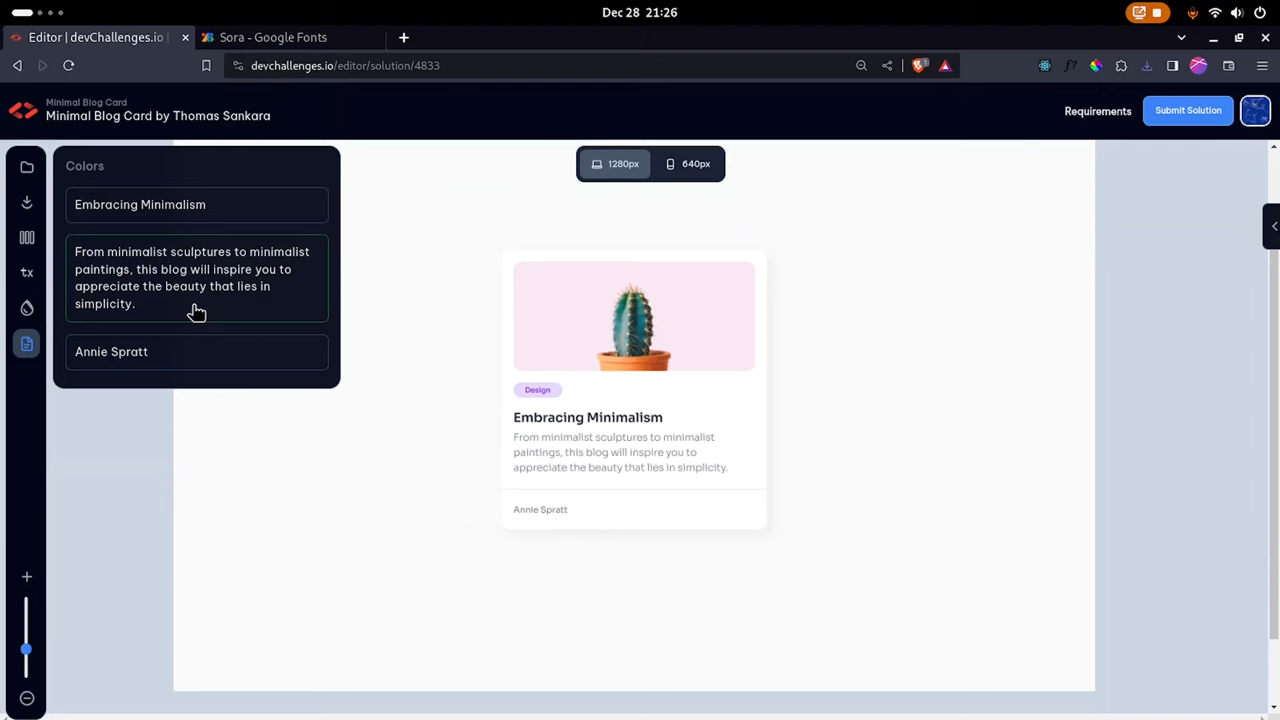 Dec 28 21:26
Editor | devChallenges.io
Sora - Google Fonts
devchallenges.io/editor/solution/4833
Minimal Blog Card
Minimal Blog Card by Thomas Sankara
Requirements
Submit Solution
Colors
Embracing Minimalism
From minimalist sculptures to minimalist
paintings, this blog will inspire you to
appreciate the beauty that lies in
simplicity.
Annie Spratt
tx
1280px
640px
Design
Embracing Minimalism
From minimalist sculptures to minimalist
paintings, this blog will inspire you to
appreciate the beauty that lies in simplicity.
Annie Spratt